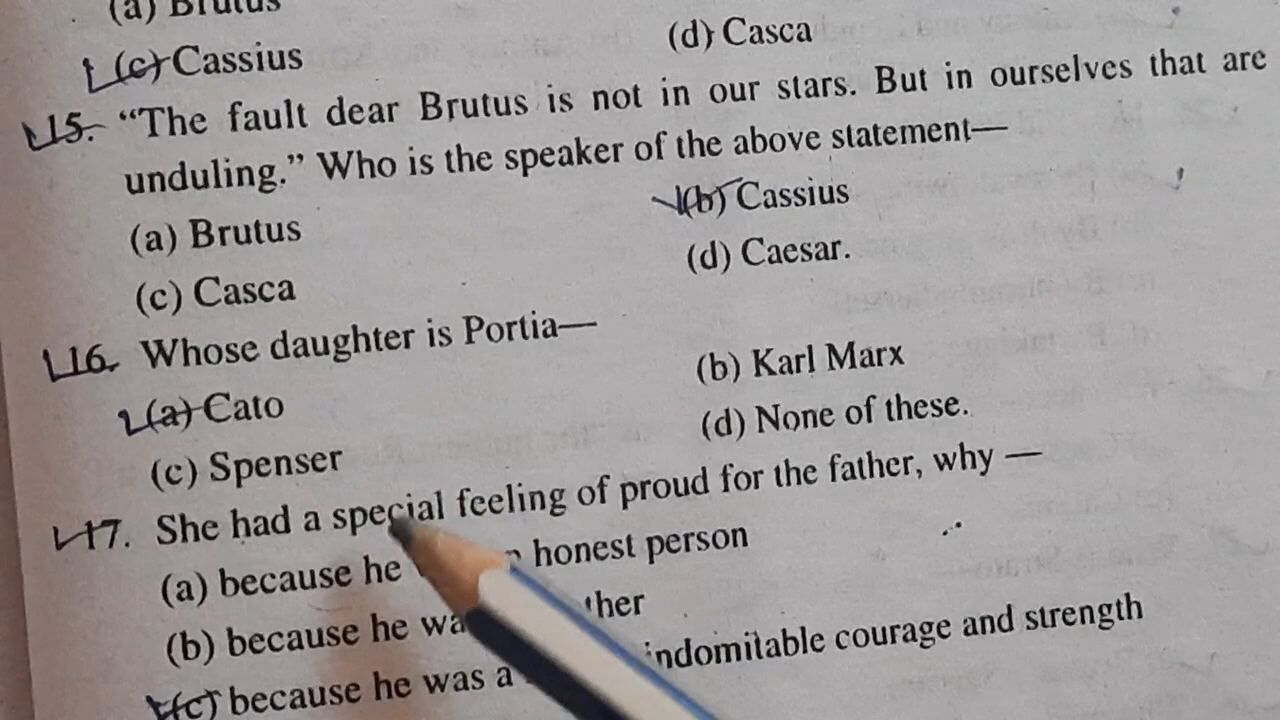 (a) Brutus
(c) Cassius (d) Casca
15. “The fault dear Brutus is not in our stars. But in ourselves that are
unduling.” Who is the speaker of the above statement—
(a) Brutus (b) Cassius
(c) Casca (d) Caesar.
16. Whose daughter is Portia—
(a) Cato (b) Karl Marx
(c) Spenser (d) None of these.
17. She had a special feeling of proud for the father, why —
(a) because he honest person
(b) because he
(c) because he was a indomitable courage and strength